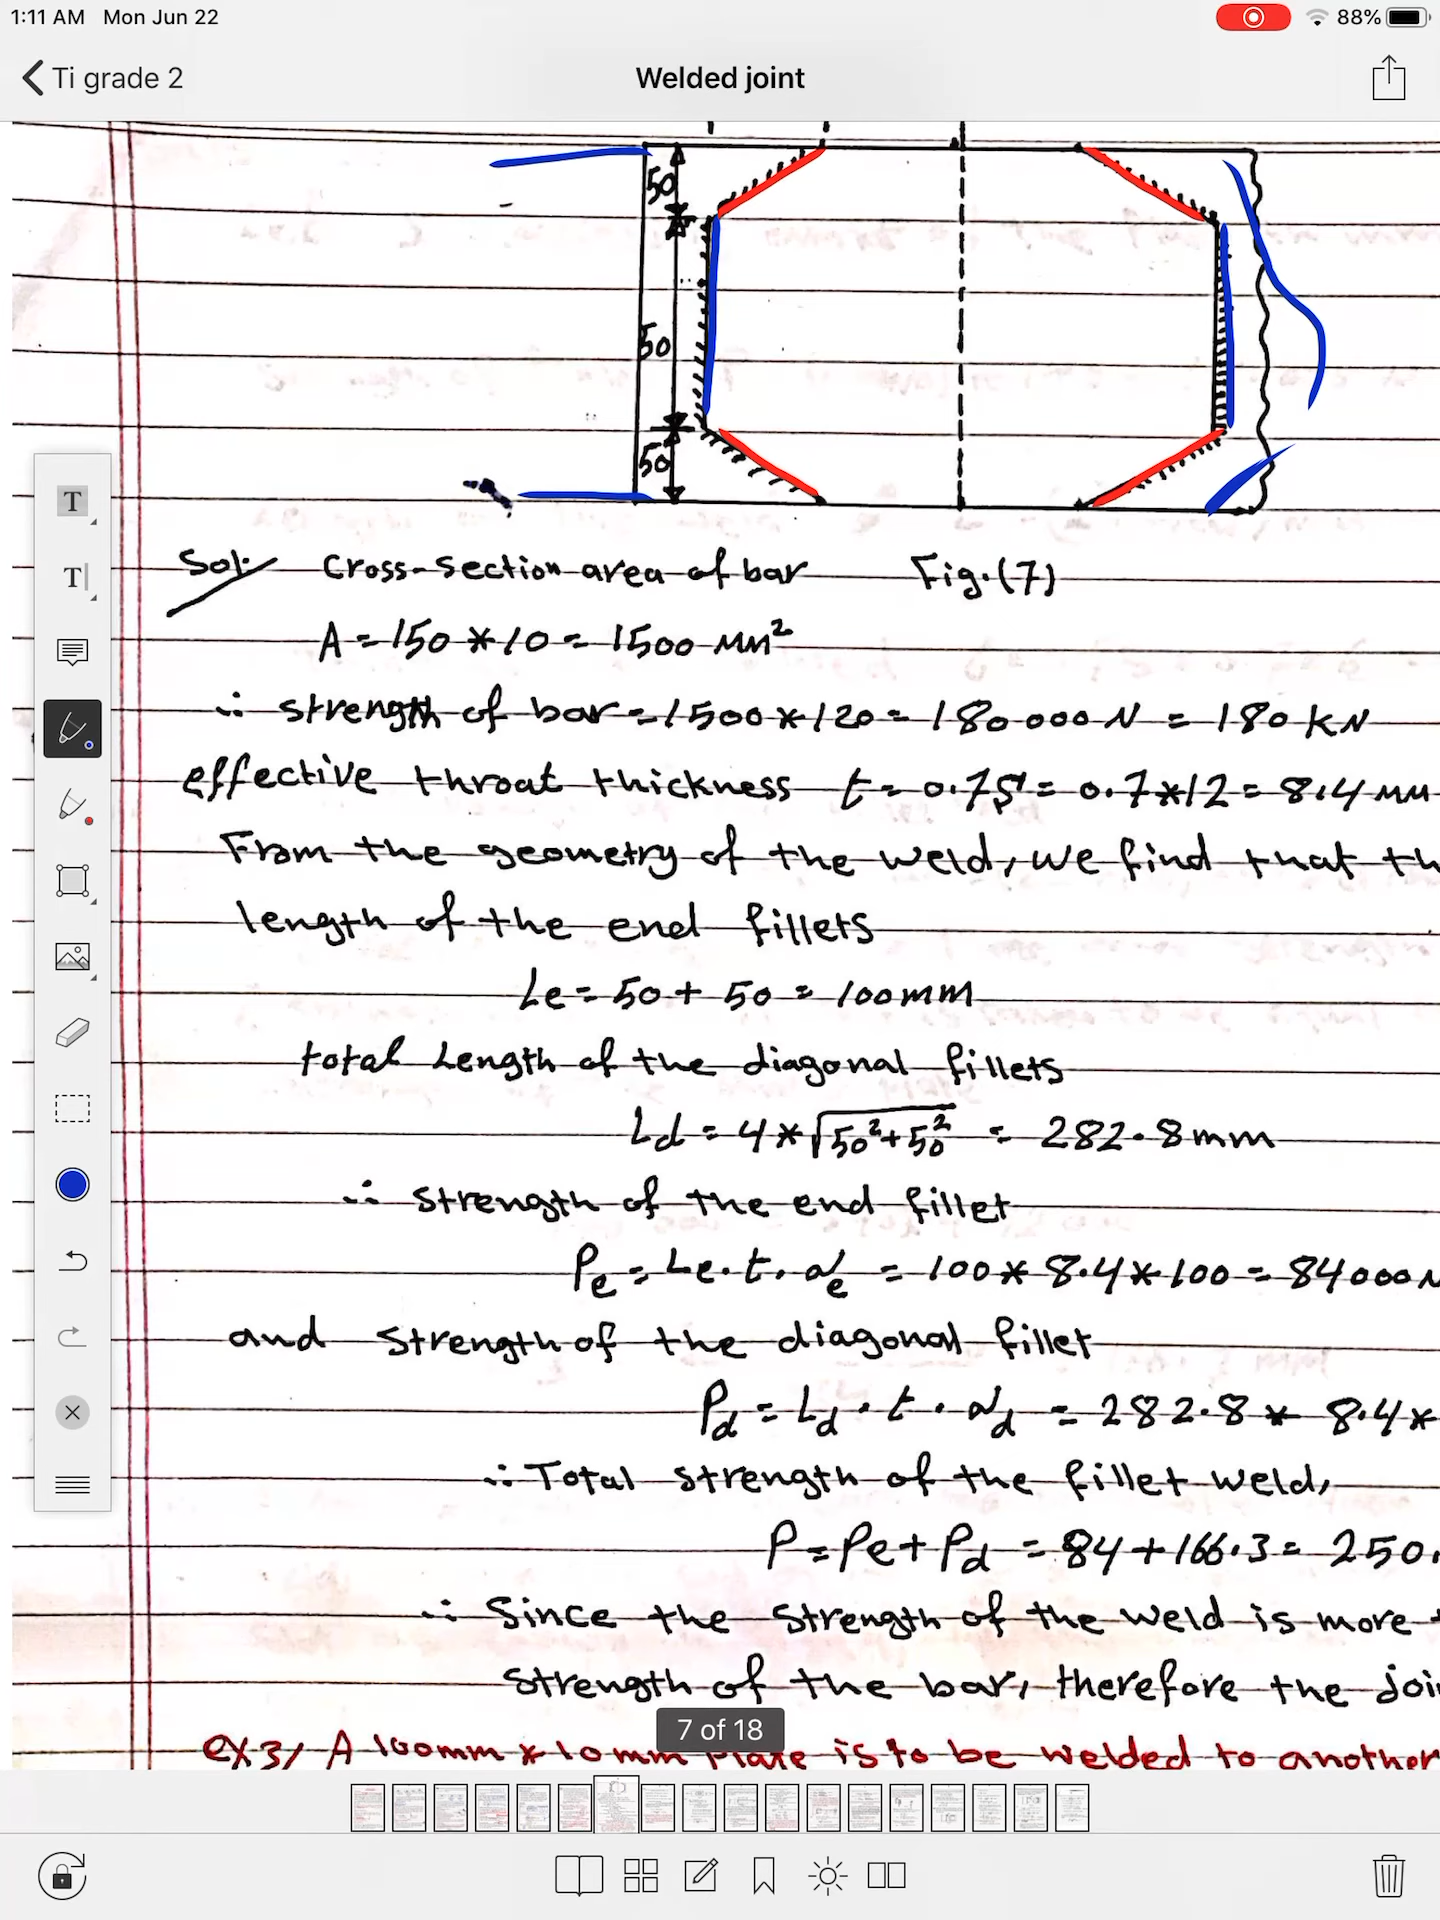 1:11 AM Mon Jun 22 88%
Ti grade 2
Welded joint
50
50
50
Sol: Cross-section area of bar Fig.(7)
A = 150 * 10 = 1500 mm²
∴ strength of bar = 1500 * 120 = 180000 N = 180 kN
effective throat thickness t = 0.7S = 0.7*12 = 8.4 mm
From the geometry of the weld, we find that th
length of the end fillets
Le = 50 + 50 = 100mm
total Length of the diagonal fillets
Ld = 4*√50²+50² = 282.8mm
∴ Strength of the end fillet
Pe = Le.t. = 100 * 8.4 * 100 = 84000 N
and strength of the diagonal fillet
Pd = Ld . t . = 282.8 * 8.4 *
∴ Total strength of the fillet weld,
P = Pe + Pd = 84 + 166.3 = 250.
∴ Since the strength of the weld is more
strength of the bar, therefore the joi
ex3/ A 100mm * 10mm plate is to be welded to another
7 of 18
T
T